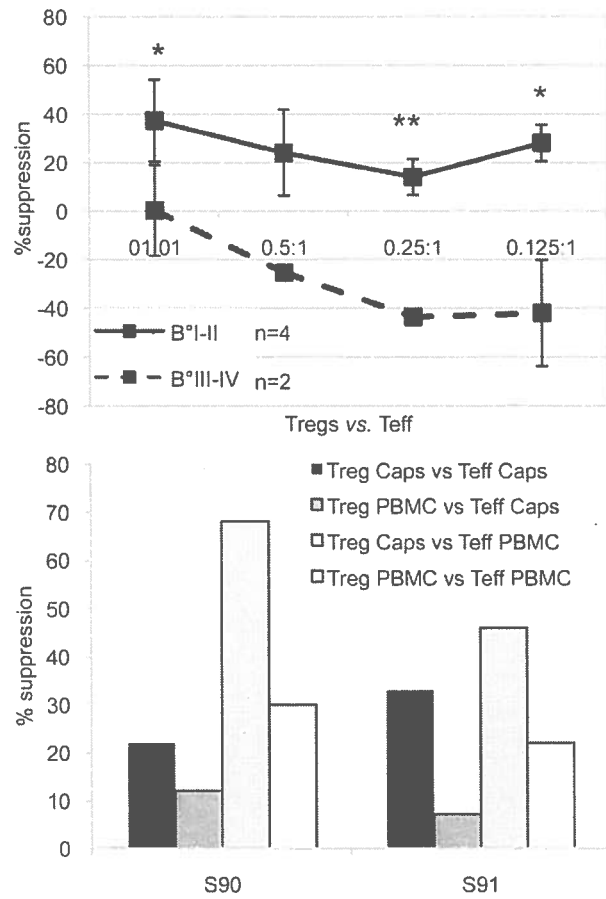 80
60
40
20
0
-20
-40
-60
-80
%suppression
*
**
*
01:01
0.5:1
0.25:1
0.125:1
B°I-II n=4
B°III-IV n=2
Tregs vs. Teff
80
70
60
50
40
30
20
10
0
% suppression
Treg Caps vs Teff Caps
Treg PBMC vs Teff Caps
Treg Caps vs Teff PBMC
Treg PBMC vs Teff PBMC
S90
S91